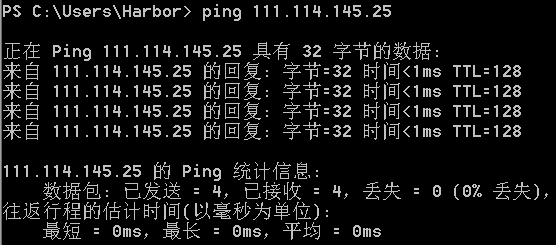 PS C:\Users\Harbor> ping 111.114.145.25
正在 Ping 111.114.145.25 具有 32 字节的数据:
来自 111.114.145.25 的回复: 字节=32 时间<1ms TTL=128
来自 111.114.145.25 的回复: 字节=32 时间<1ms TTL=128
来自 111.114.145.25 的回复: 字节=32 时间<1ms TTL=128
来自 111.114.145.25 的回复: 字节=32 时间<1ms TTL=128
111.114.145.25 的 Ping 统计信息:
数据包: 已发送 = 4，已接收 = 4，丢失 = 0 (0% 丢失)，
往返行程的估计时间(以毫秒为单位):
最短 = 0ms，最长 = 0ms，平均 = 0ms